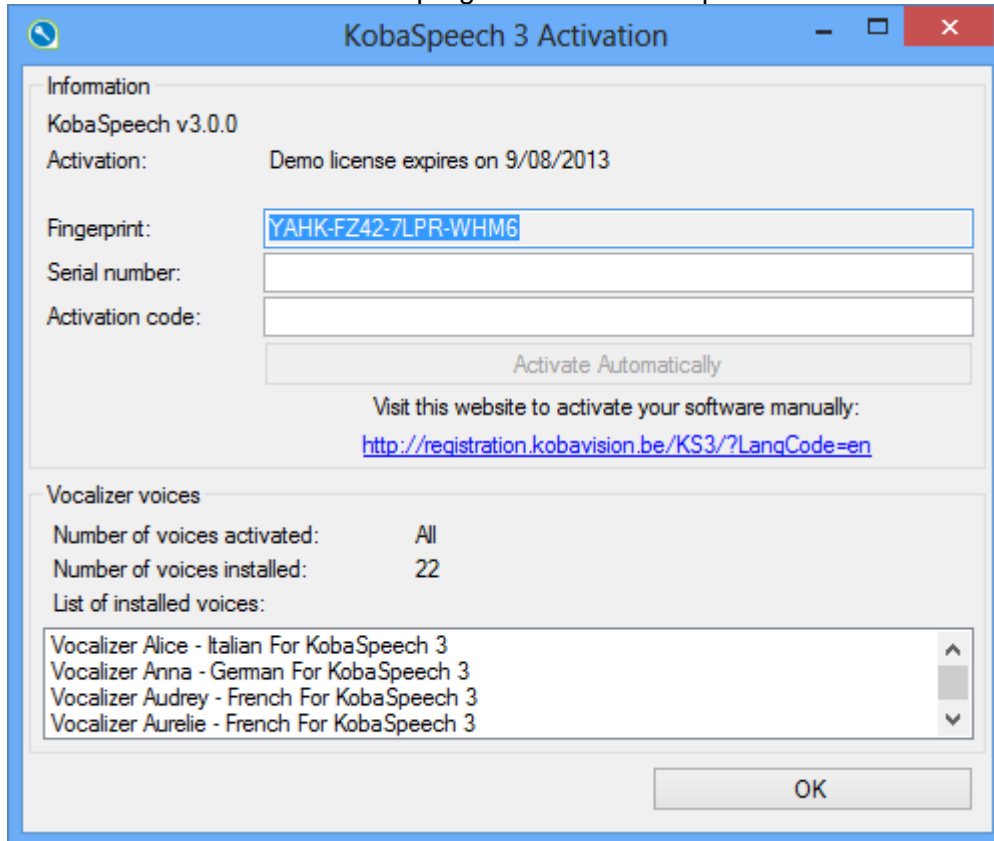 KobaSpeech 3 Activation
Information
KobaSpeech v3.0.0
Activation: Demo license expires on 9/08/2013
Fingerprint: YAHK-FZ42-7LPR-WHM6
Serial number:
Activation code:
Activate Automatically
Visit this website to activate your software manually:
http://registration.kobavision.be/KS3/?LangCode=en
Vocalizer voices
Number of voices activated: All
Number of voices installed: 22
List of installed voices:
Vocalizer Alice - Italian For KobaSpeech 3
Vocalizer Anna - German For KobaSpeech 3
Vocalizer Audrey - French For KobaSpeech 3
Vocalizer Aurelie - French For KobaSpeech 3
OK